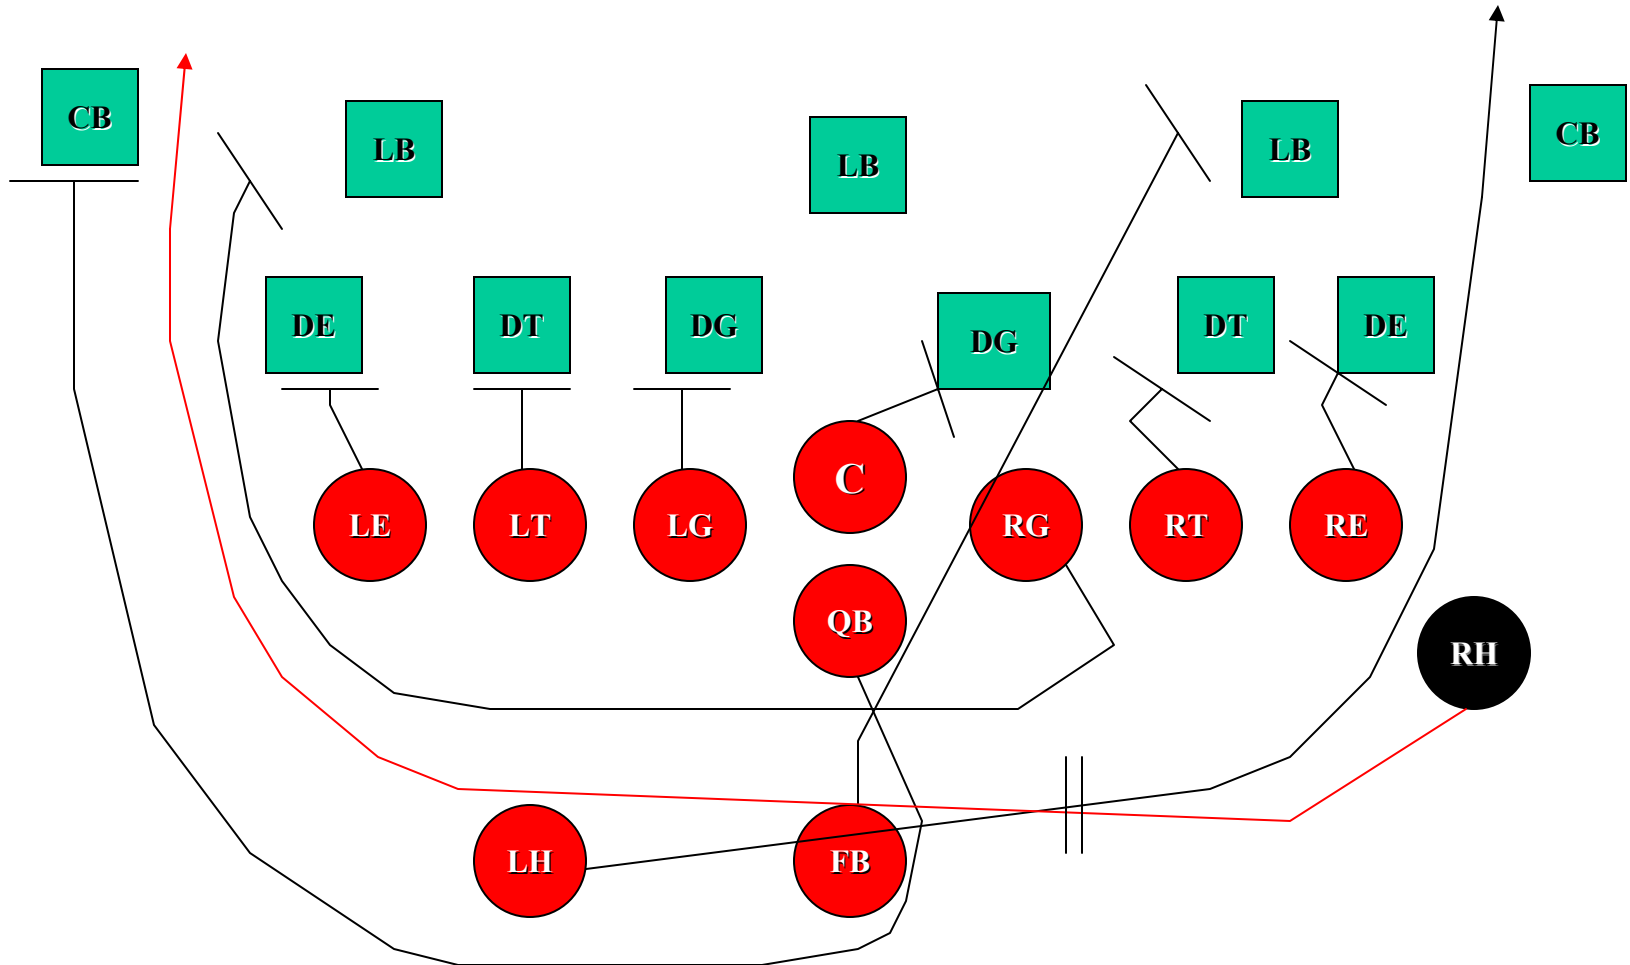 CB
LB
LB
LB
CB
DE
DT
DG
DG
DT
DE
LE
LT
LG
C
RG
RT
RE
QB
RH
LH
FB